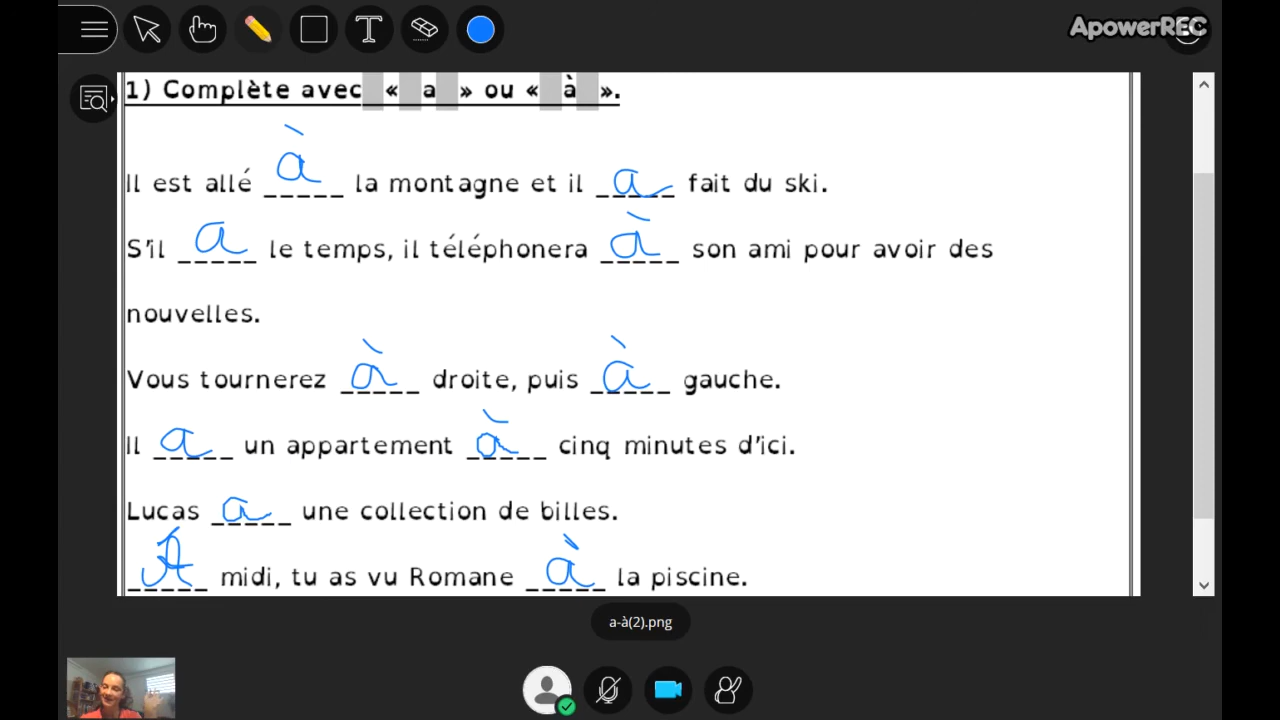 ApowerREC
1) Complète avec « a » ou « à ».
Il est allé à la montagne et il a fait du ski.
S'il a le temps, il téléphonera à son ami pour avoir des
nouvelles.
Vous tournerez à droite, puis à gauche.
Il a un appartement à cinq minutes d'ici.
Lucas a une collection de billes.
À midi, tu as vu Romane à la piscine.
a-à(2).png